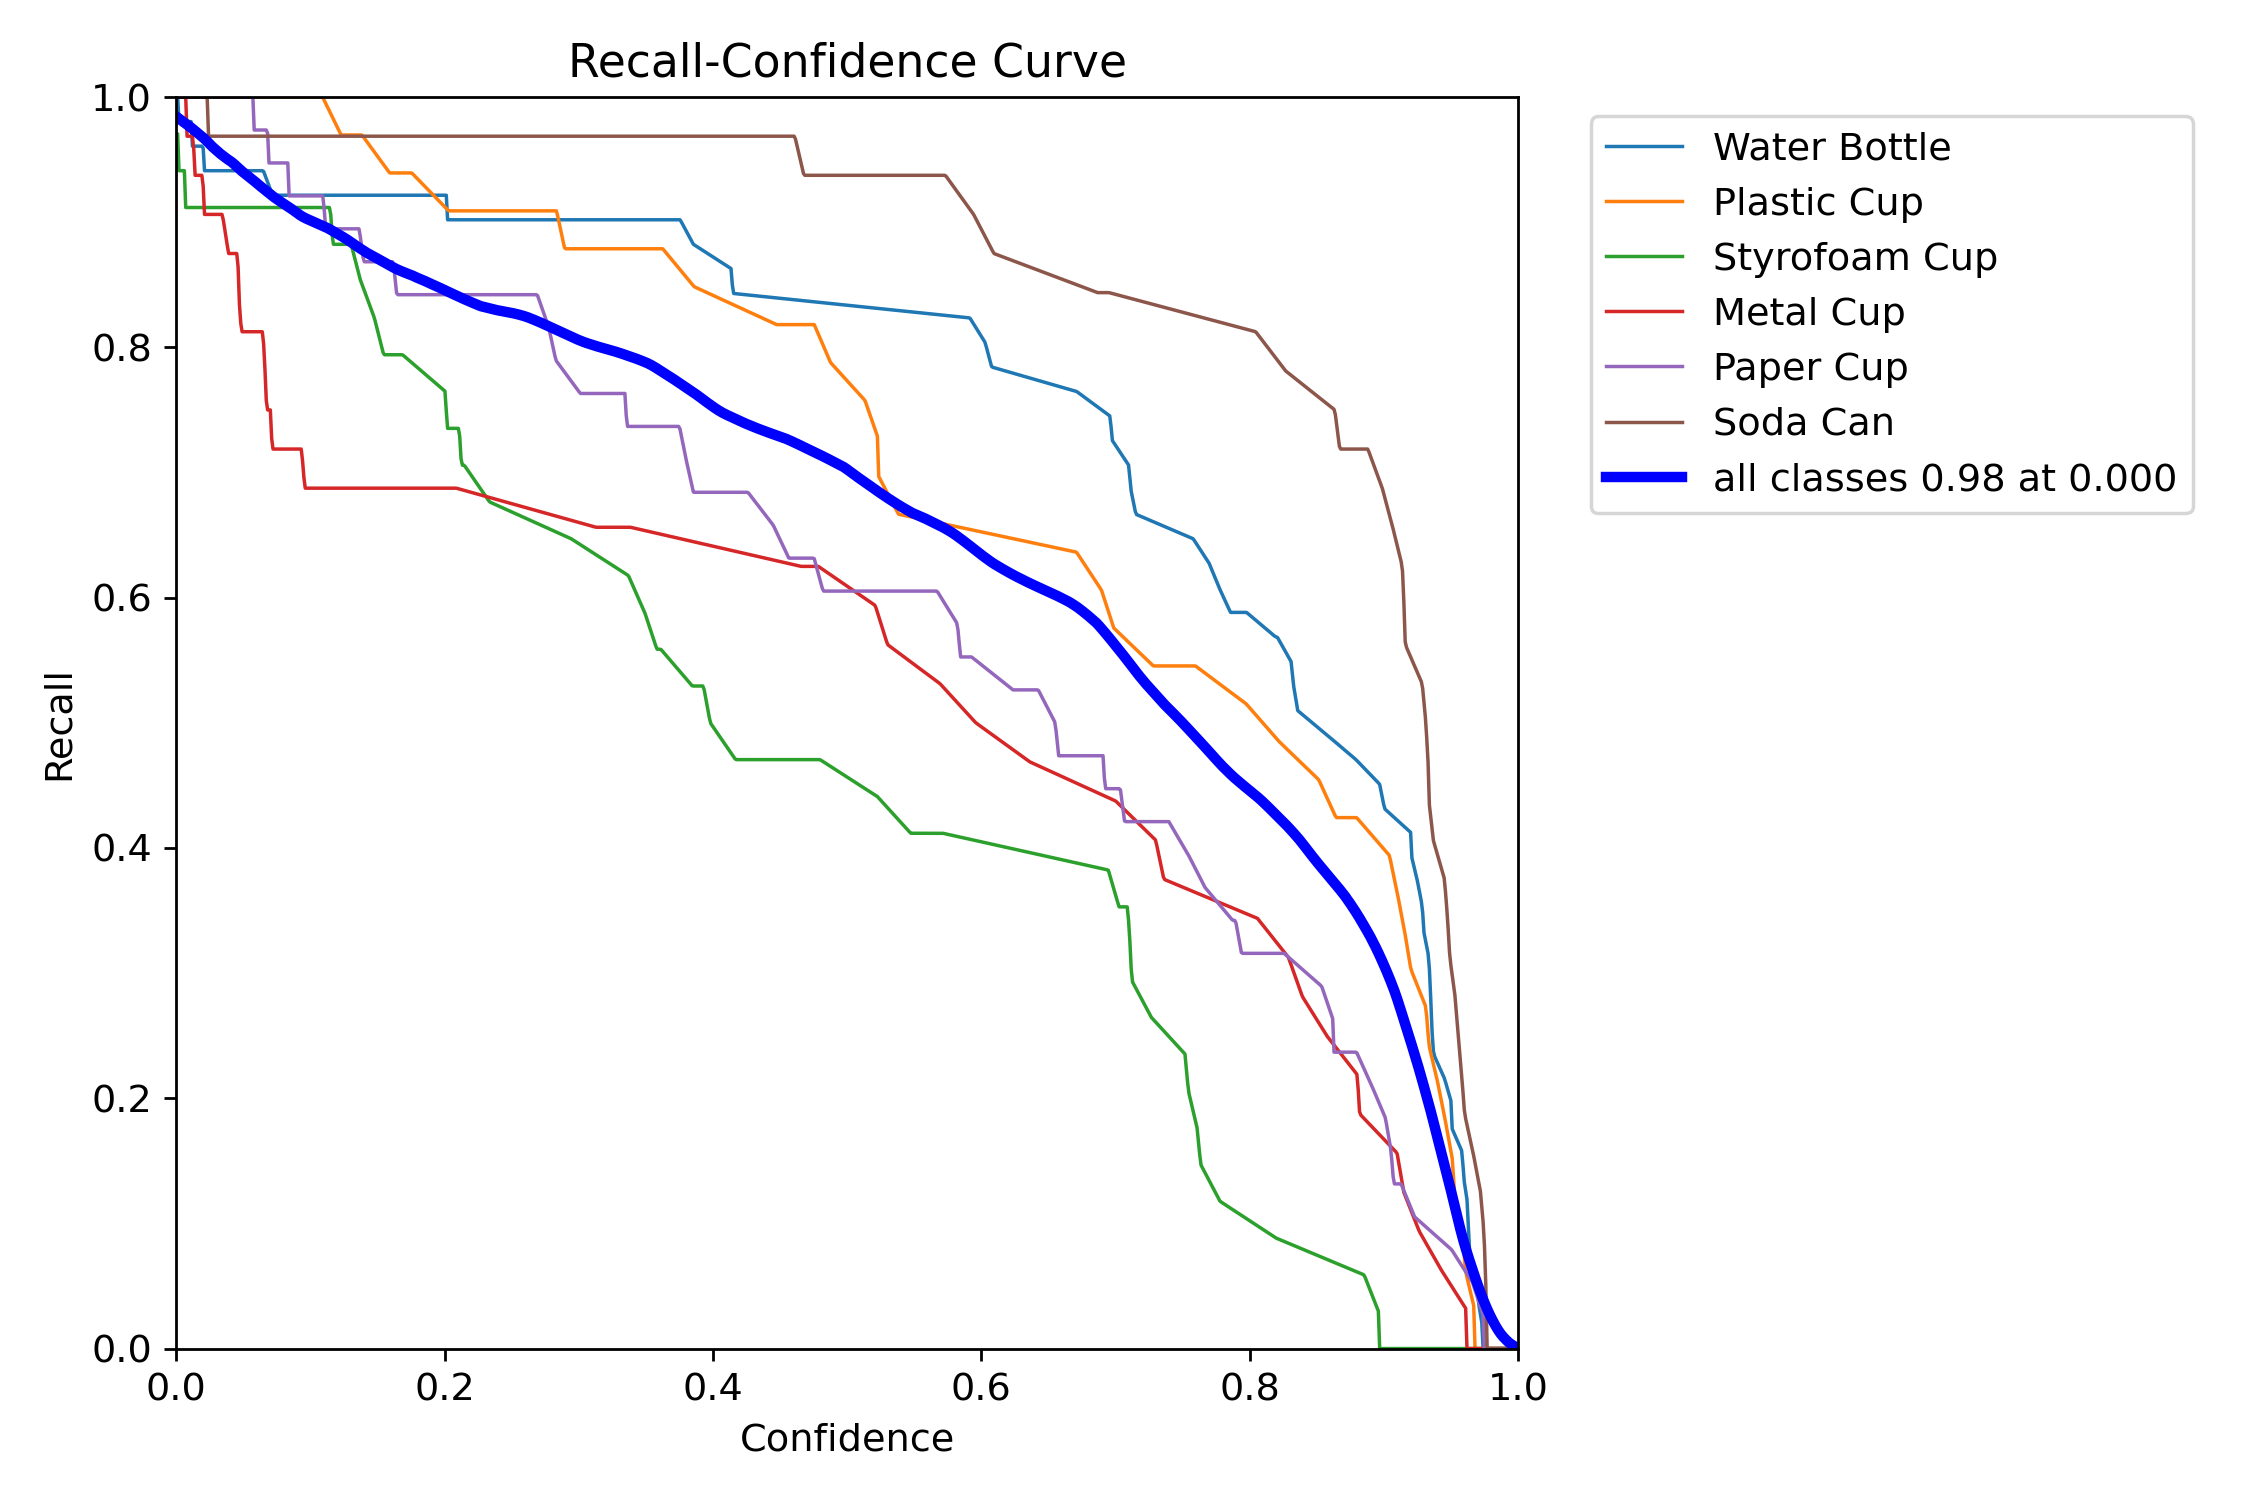 Recall-Confidence Curve
1.0
0.8
0.6
0.4
0.2
0.0
Recall
0.0 0.2 0.4 0.6 0.8 1.0
Confidence
Water Bottle
Plastic Cup
Styrofoam Cup
Metal Cup
Paper Cup
Soda Can
all classes 0.98 at 0.000